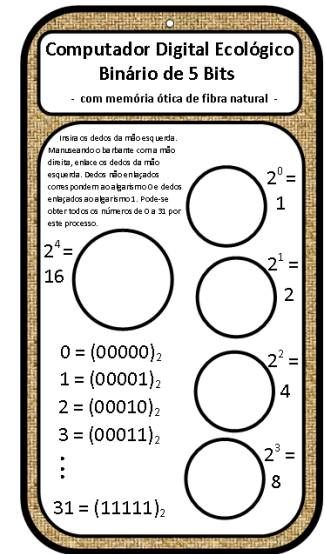 Computador Digital Ecológico
Binário de 5 Bits
- com memória ótica de fibra natural -
Insira os dedos da mão esquerda.
Manuseando o barbante com a mão
direita, enlace os dedos da mão
esquerda. Dedos não enlaçados
correspondem ao algarismo 0 e dedos
enlaçados ao algarismo 1. Pode-se
obter todos os números de 0 a 31 por
este processo.
2⁰ =
1
2⁴ =
16
2¹ =
2
0 = (00000)₂
1 = (00001)₂
2 = (00010)₂
3 = (00011)₂
⋮
31 = (11111)₂
2² =
4
2³ =
8